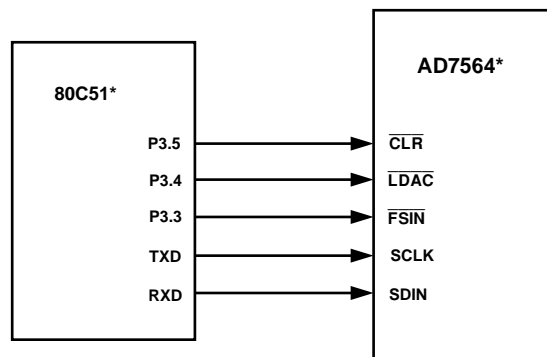 80C51*
AD7564*
P3.5
CLR
P3.4
LDAC
P3.3
FSIN
TXD
SCLK
RXD
SDIN